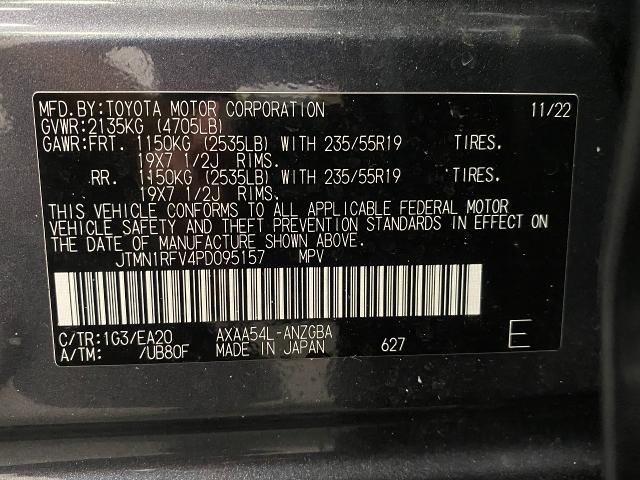 MFD.BY:TOYOTA MOTOR CORPORATION 11/22
GVWR:2135KG (4705LB)
GAWR:FRT. 1150KG (2535LB) WITH 235/55R19 TIRES.
19X7 1/2J RIMS.
RR. 1150KG (2535LB) WITH 235/55R19 TIRES.
19X7 1/2J RIMS.
THIS VEHICLE CONFORMS TO ALL APPLICABLE FEDERAL MOTOR
VEHICLE SAFETY AND THEFT PREVENTION STANDARDS IN EFFECT ON
THE DATE OF MANUFACTURE SHOWN ABOVE.
JTMN1RFV4PD095157 MPV
C/TR:1G3/EA20 AXAA54L-ANZGBA
A/TM: /UB80F MADE IN JAPAN 627 E